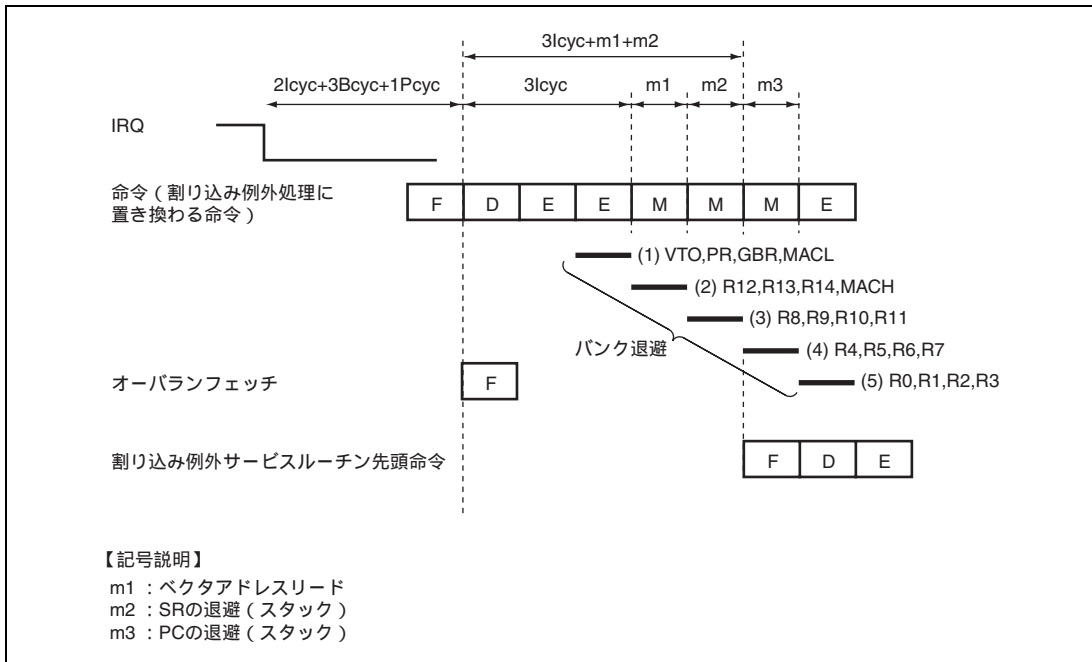 3Icyc+m1+m2
2Icyc+3Bcyc+1Pcyc
3Icyc
m1
m2
m3
IRQ
命令(割り込み例外処理に
置き換わる命令)
F D E E M M M E
(1) VTO,PR,GBR,MACL
(2) R12,R13,R14,MACH
(3) R8,R9,R10,R11
バンク退避
(4) R4,R5,R6,R7
オーバランフェッチ
F
(5) R0,R1,R2,R3
割り込み例外サービスルーチン先頭命令
F D E
【記号説明】
m1 :ベクタアドレスリード
m2 :SRの退避(スタック)
m3 :PCの退避(スタック)